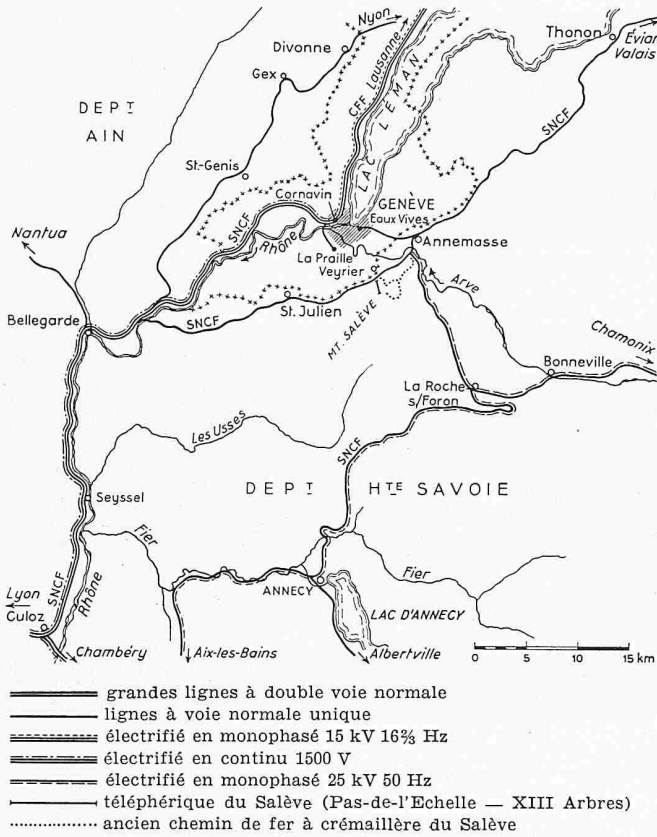 Nyon
Divonne
Thonon
Évian
Valais
Gex
CFF Lausanne
LAC LÉMAN
DEPT
AIN
SNCF
St-Genis
Cornavin
GENÈVE
Eaux Vives
SNCF
Rhône
Nantua
La Praille
Veyrier
Annemasse
Arve
Bellegarde
SNCF
St. Julien
MT. SALÈVE
Chamonix
Bonneville
La Roche
s/Foron
Les Usses
SNCF
Seyssel
DEPT HTE SAVOIE
Fier
Fier
Lyon
Culoz
SNCF
Rhône
ANNECY
LAC D'ANNECY
Chambéry
Aix-les-Bains
Albertville
0 5 10 15 km
grandes lignes à double voie normale
lignes à voie normale unique
électrifié en monophasé 15 kV 16⅔ Hz
électrifié en continu 1500 V
électrifié en monophasé 25 kV 50 Hz
téléphérique du Salève (Pas-de-l'Echelle — XIII Arbres)
ancien chemin de fer à crémaillère du Salève